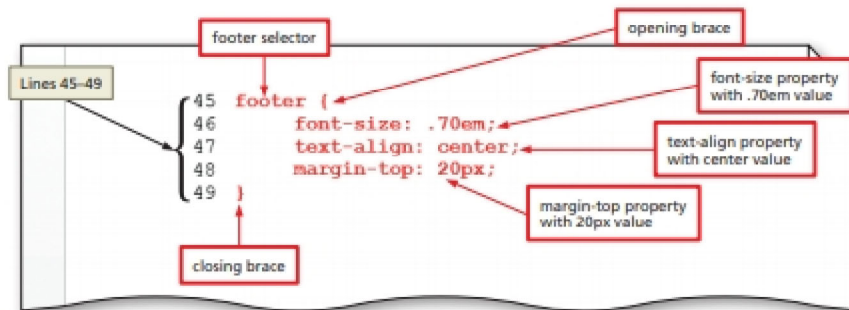 footer selector
opening brace
Lines 45–49
font-size property
with .70em value
45 footer {
46 font-size: .70em;
47 text-align: center;
48 margin-top: 20px;
49 }
text-align property
with center value
margin-top property
with 20px value
closing brace